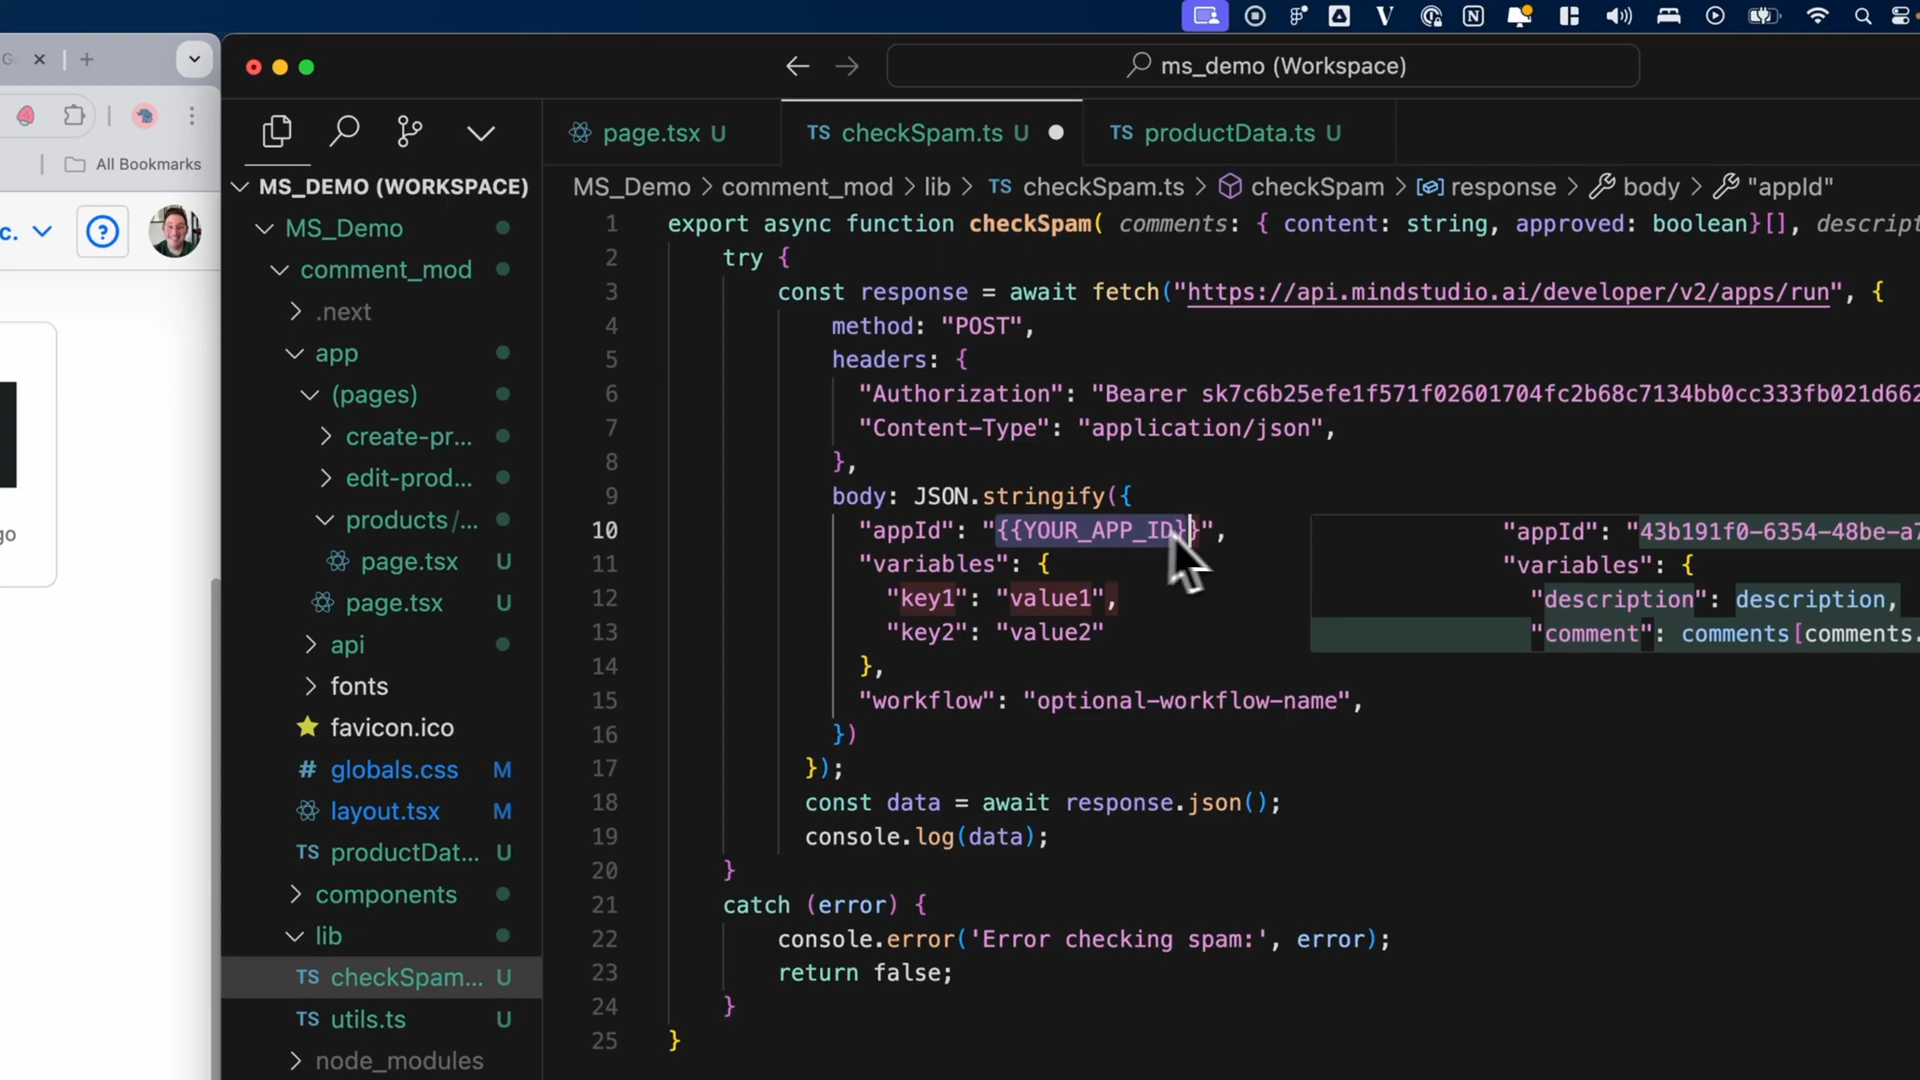 ms_demo (Workspace)
All Bookmarks
page.tsx U
TS checkSpam.ts U
TS productData.ts U
c.
MS_DEMO (WORKSPACE)
MS_Demo > comment_mod > lib > TS checkSpam.ts > checkSpam > response > body > "appId"
MS_Demo
comment_mod
.next
app
(pages)
create-pr...
edit-prod...
products/...
page.tsx U
page.tsx U
api
fonts
favicon.ico
# globals.css M
layout.tsx M
TS productDat... U
components
lib
TS checkSpam... U
TS utils.ts U
node_modules
go
1 export async function checkSpam( comments: { content: string, approved: boolean}[], descript
2 try {
3 const response = await fetch("https://api.mindstudio.ai/developer/v2/apps/run", {
4 method: "POST",
5 headers: {
6 "Authorization": "Bearer sk7c6b25efe1f571f02601704fc2b68c7134bb0cc333fb021d662
7 "Content-Type": "application/json",
8 },
9 body: JSON.stringify({
10 "appId": "{{YOUR_APP_ID}}",
11 "variables": {
12 "key1": "value1",
13 "key2": "value2"
14 },
15 "workflow": "optional-workflow-name",
16 })
17 });
18 const data = await response.json();
19 console.log(data);
20 }
21 catch (error) {
22 console.error('Error checking spam:', error);
23 return false;
24 }
25 }
"appId": "43b191f0-6354-48be-a7
"variables": {
"description": description,
"comment": comments[comments.